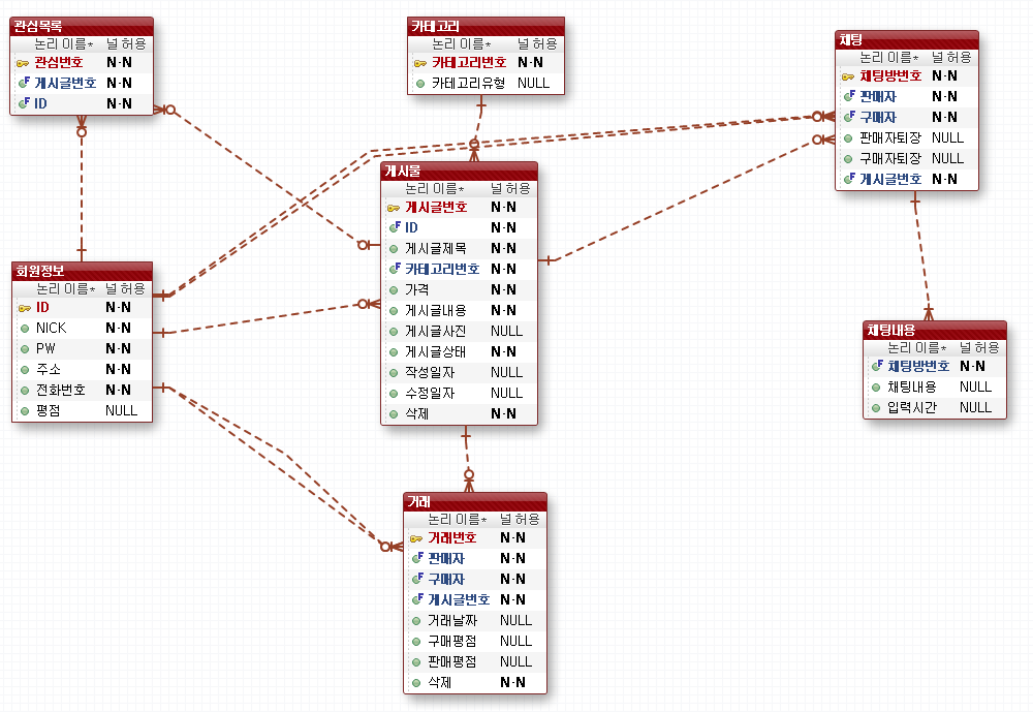 관심목록
논리 이름* 널 허용
관심번호 N-N
게시글번호 N-N
ID N-N
카테고리
논리 이름* 널 허용
카테고리번호 N-N
카테고리유형 NULL
채팅
논리 이름* 널 허용
채팅방번호 N-N
판매자 N-N
구매자 N-N
판매자퇴장 NULL
구매자퇴장 NULL
게시글번호 N-N
게시물
논리 이름* 널 허용
게시글번호 N-N
ID N-N
게시글제목 N-N
카테고리번호 N-N
가격 N-N
게시글내용 N-N
게시글사진 NULL
게시글상태 N-N
작성일자 NULL
수정일자 NULL
삭제 N-N
회원정보
논리 이름* 널 허용
ID N-N
NICK N-N
PW N-N
주소 N-N
전화번호 N-N
평점 NULL
채팅내용
논리 이름* 널 허용
채팅방번호 N-N
채팅내용 NULL
입력시간 NULL
거래
논리 이름* 널 허용
거래번호 N-N
판매자 N-N
구매자 N-N
게시글번호 N-N
거래날짜 NULL
구매평점 NULL
판매평점 NULL
삭제 N-N